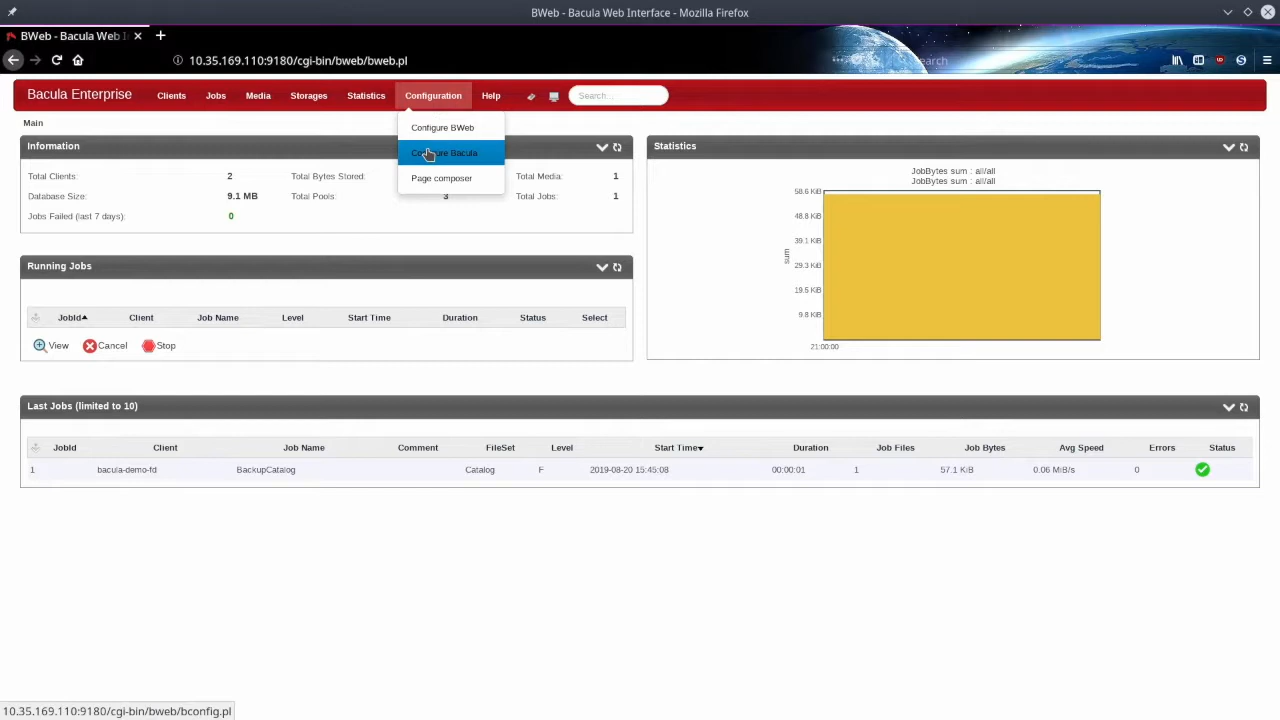 BWeb - Bacula Web Interface - Mozilla Firefox
BWeb - Bacula Web I
10.35.169.110:9180/cgi-bin/bweb/bweb.pl
Search
Bacula Enterprise Clients Jobs Media Storages Statistics Configuration Help Search...
Configure BWeb
Configure Bacula
Page composer
Main
Information
Total Clients: 2 Total Bytes Stored: Total Media: 1
Database Size: 9.1 MB Total Pools: 3 Total Jobs: 1
Jobs Failed (last 7 days): 0
Statistics
JobBytes sum : all/all
JobBytes sum : all/all
58.6 KiB
48.8 KiB
39.1 KiB
29.3 KiB
19.5 KiB
9.8 KiB
sum
21:00:00
Running Jobs
JobId Client Job Name Level Start Time Duration Status Select
View Cancel Stop
Last Jobs (limited to 10)
JobId Client Job Name Comment FileSet Level Start Time Duration Job Files Job Bytes Avg Speed Errors Status
1 bacula-demo-fd BackupCatalog Catalog F 2019-08-20 15:45:08 00:00:01 1 57.1 KiB 0.06 MiB/s 0
10.35.169.110:9180/cgi-bin/bweb/bconfig.pl